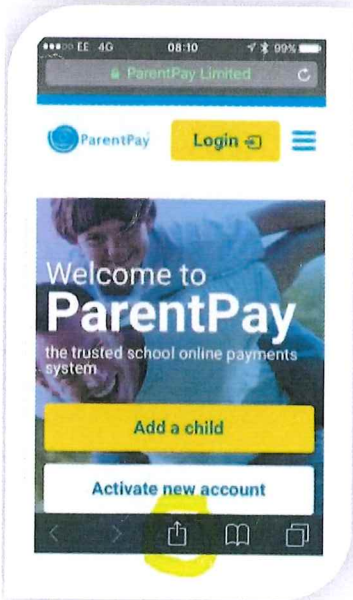 EE 4G 08:10 99%
ParentPay Limited
ParentPay Login
Welcome to
ParentPay
the trusted school online payments
system
Add a child
Activate new account